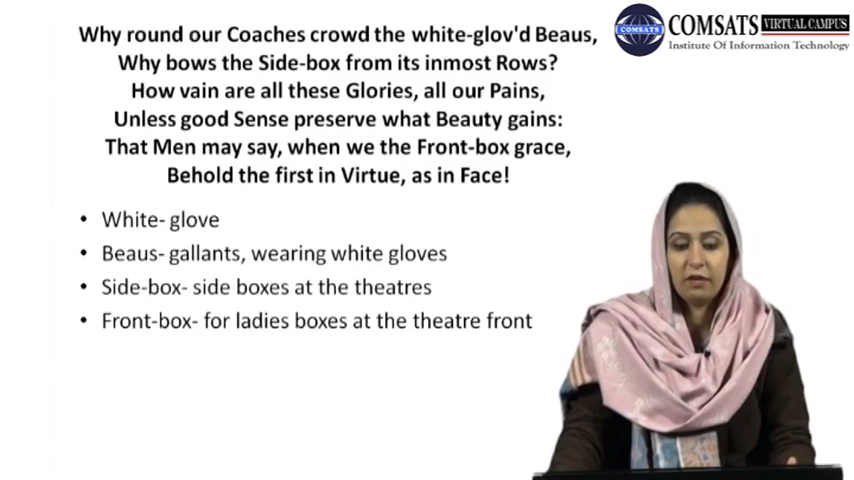 Why round our Coaches crowd the white-glov'd Beaus,
Why bows the Side-box from its inmost Rows?
How vain are all these Glories, all our Pains,
Unless good Sense preserve what Beauty gains:
That Men may say, when we the Front-box grace,
Behold the first in Virtue, as in Face!
• White- glove
• Beaus- gallants, wearing white gloves
• Side-box- side boxes at the theatres
• Front-box- for ladies boxes at the theatre front
COMSATS
COMSATS VIRTUAL CAMPUS
Institute Of Information Technology